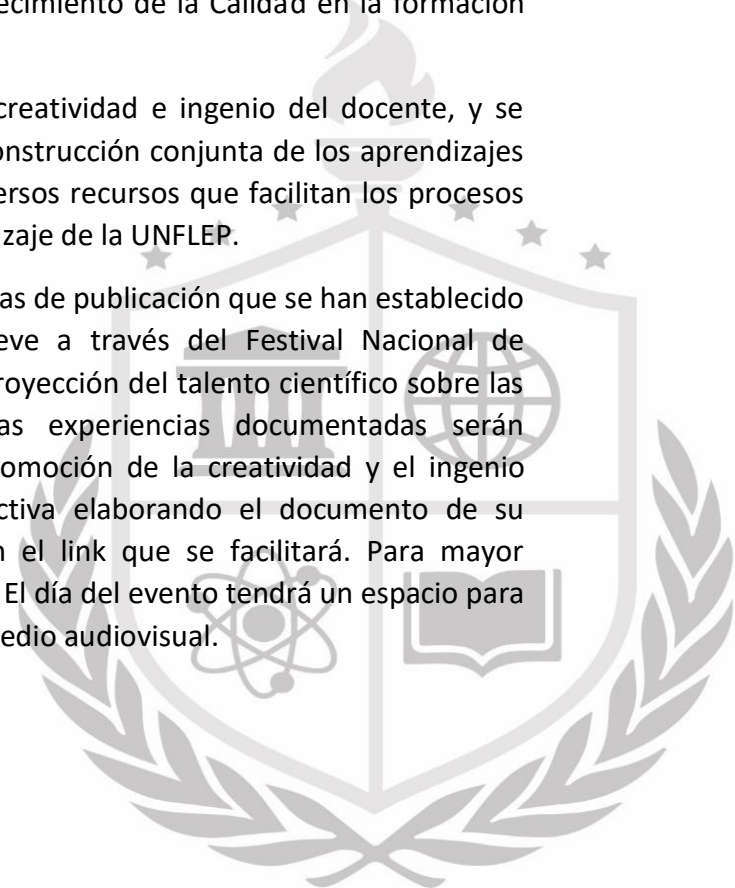 ecimiento de la Calidad en la formación
creatividad e ingenio del docente, y se
onstrucción conjunta de los aprendizajes
ersos recursos que facilitan los procesos
zaje de la UNFLEP.
as de publicación que se han establecido
eve a través del Festival Nacional de
royección del talento científico sobre las
as experiencias documentadas serán
omoción de la creatividad y el ingenio
ctiva elaborando el documento de su
n el link que se facilitará. Para mayor
El día del evento tendrá un espacio para
edio audiovisual.